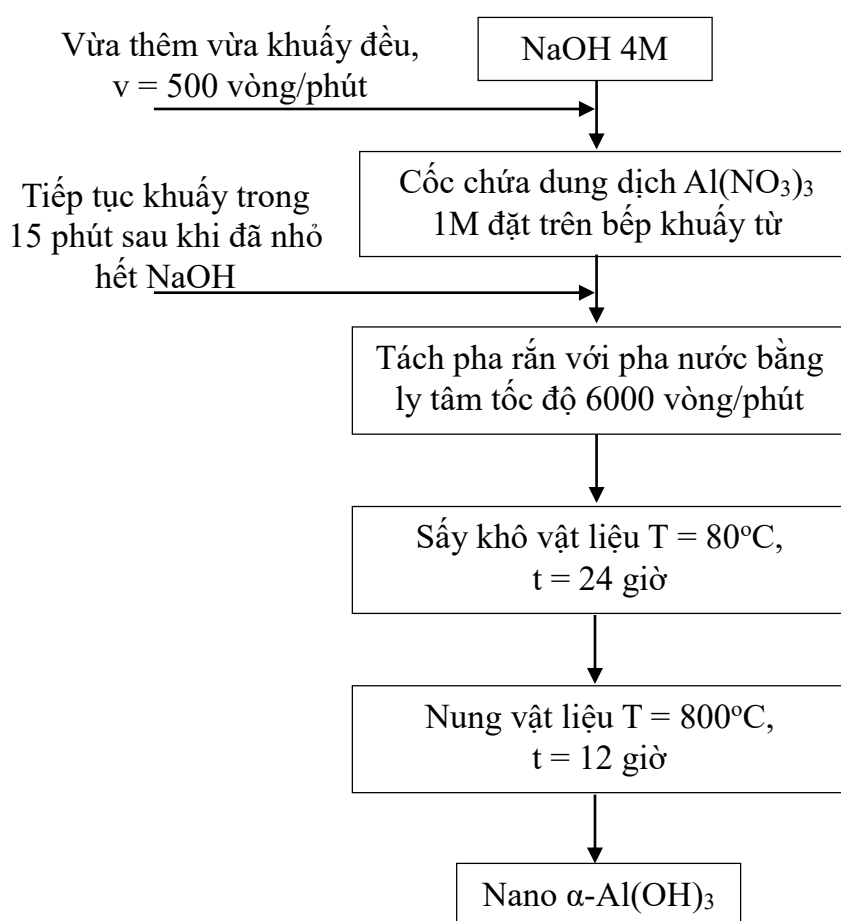 Vừa thêm vừa khuấy đều,
v = 500 vòng/phút
NaOH 4M
Cốc chứa dung dịch Al(NO₃)₃
1M đặt trên bếp khuấy từ
Tiếp tục khuấy trong
15 phút sau khi đã nhỏ
hết NaOH
Tách pha rắn với pha nước bằng
ly tâm tốc độ 6000 vòng/phút
Sấy khô vật liệu T = 80ᵒC,
t = 24 giờ
Nung vật liệu T = 800ᵒC,
t = 12 giờ
Nano α-Al(OH)₃